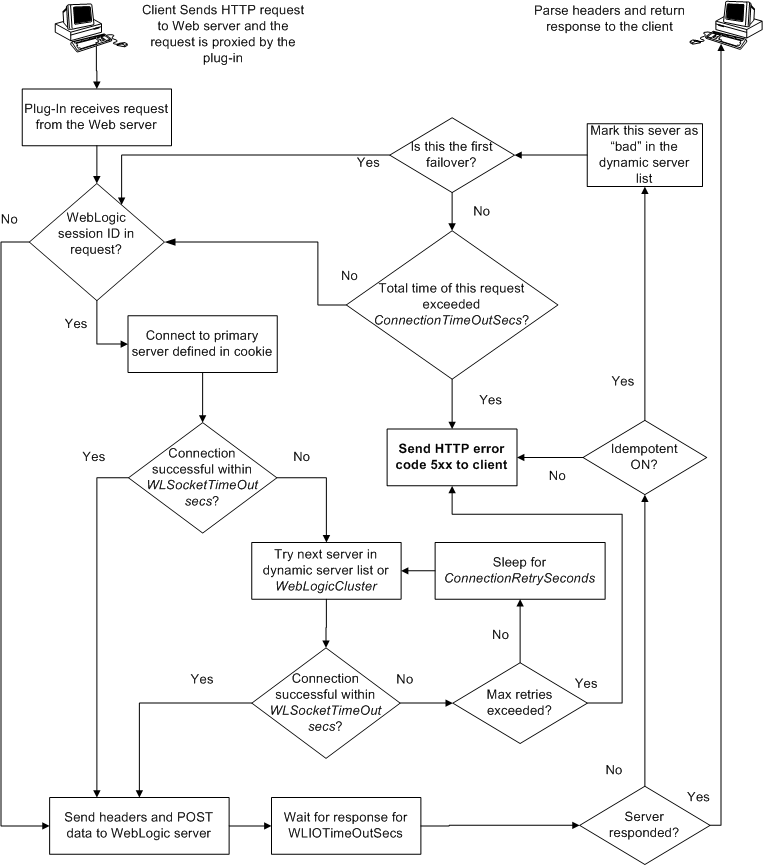 Client Sends HTTP request
to Web server and the
request is proxied by the
plug-in
Parse headers and return
response to the client
Plug-In receives request
from the Web server
Is this the first
failover?
Mark this sever as
“bad” in the
dynamic server
list
Yes
No
WebLogic
session ID in
request?
No
Yes
No
Total time of this request
exceeded
ConnectionTimeOutSecs?
Yes
Connect to primary
server defined in cookie
Yes
Yes
No
Connection
successful within
WLSocketTimeOut
secs?
Send HTTP error
code 5xx to client
No
Idempotent
ON?
Try next server in
dynamic server list or
WebLogicCluster
Sleep for
ConnectionRetrySeconds
No
Yes
Connection
successful within
WLSocketTimeOut
secs?
No
Max retries
exceeded?
Yes
No
Yes
Send headers and POST
data to WebLogic server
Wait for response for
WLIOTimeOutSecs
Server
responded?